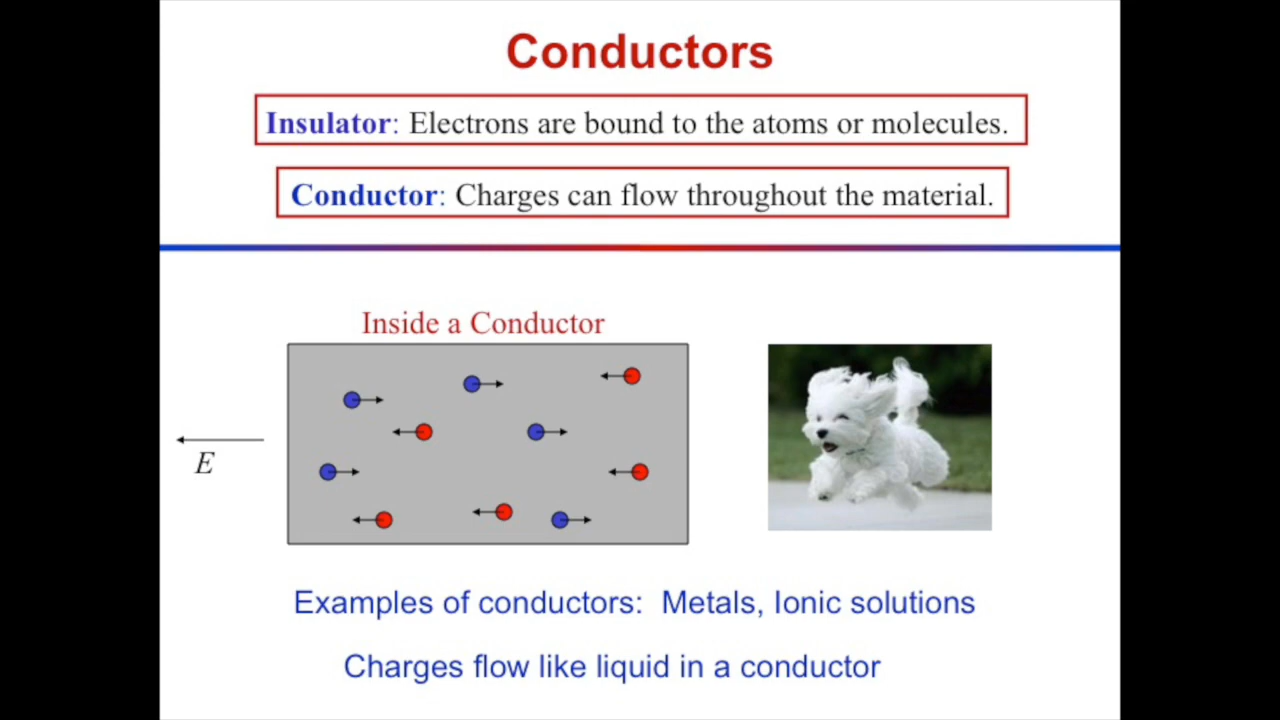 Conductors
Insulator: Electrons are bound to the atoms or molecules.
Conductor: Charges can flow throughout the material.
Inside a Conductor
E
Examples of conductors: Metals, Ionic solutions
Charges flow like liquid in a conductor